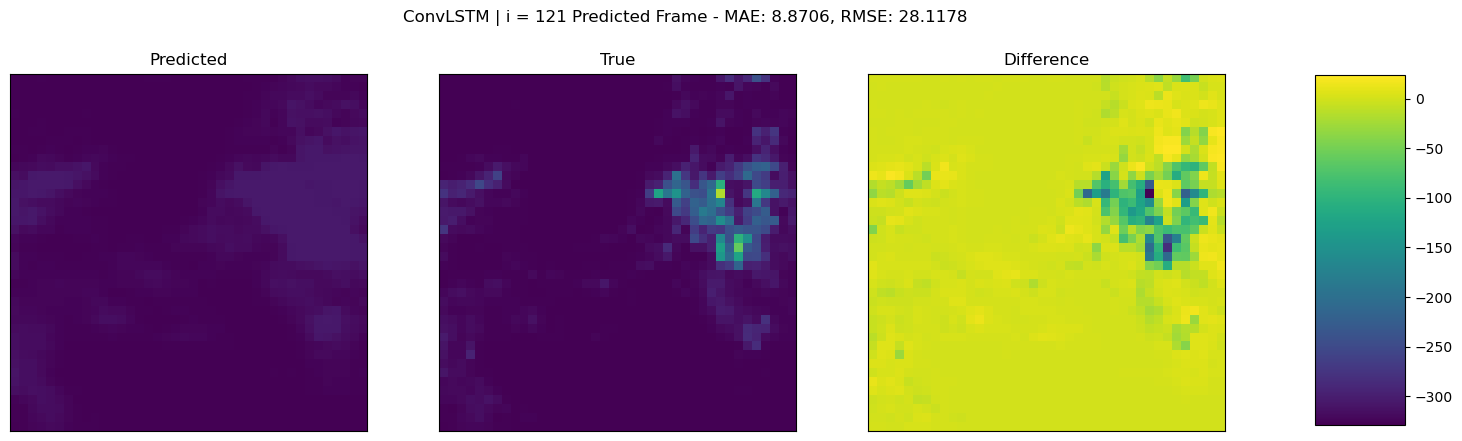 ConvLSTM | i = 121 Predicted Frame - MAE: 8.8706, RMSE: 28.1178
Predicted
True
Difference
0
−50
−100
−150
−200
−250
−300